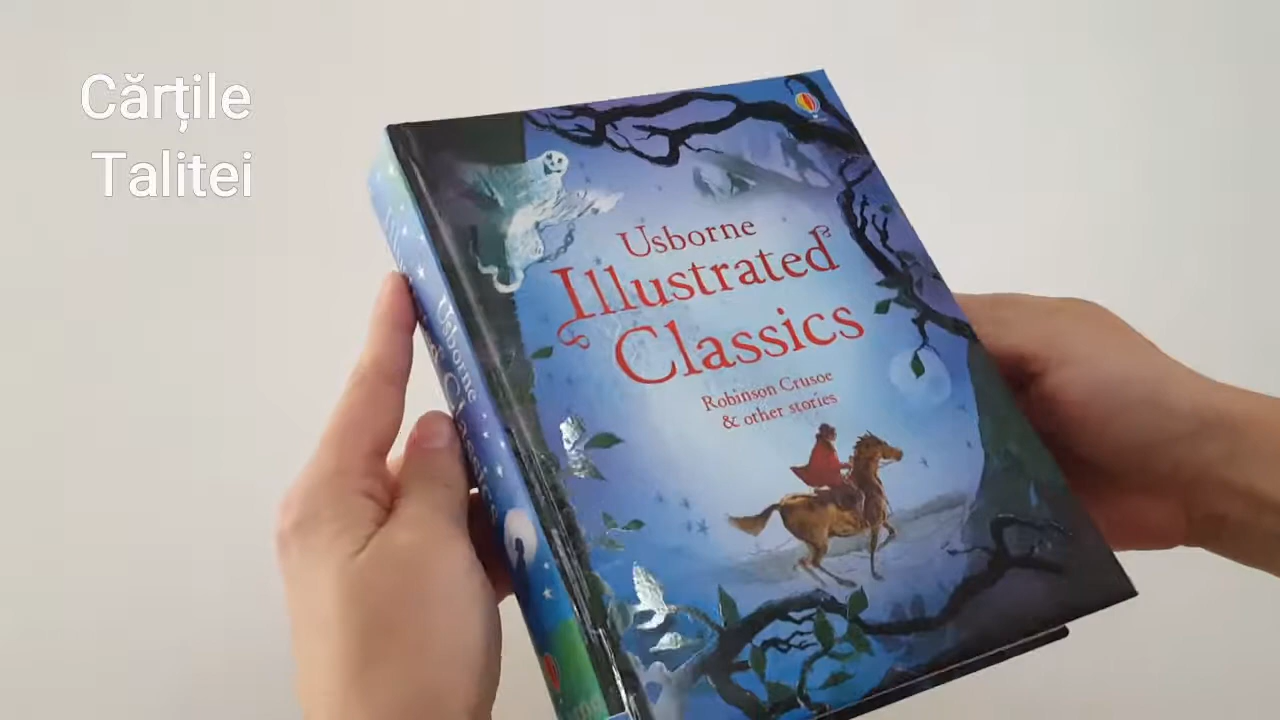 Cărțile
Talitei
Usborne
Illustrated
Classics
Robinson Crusoe
& other stories
Usborne